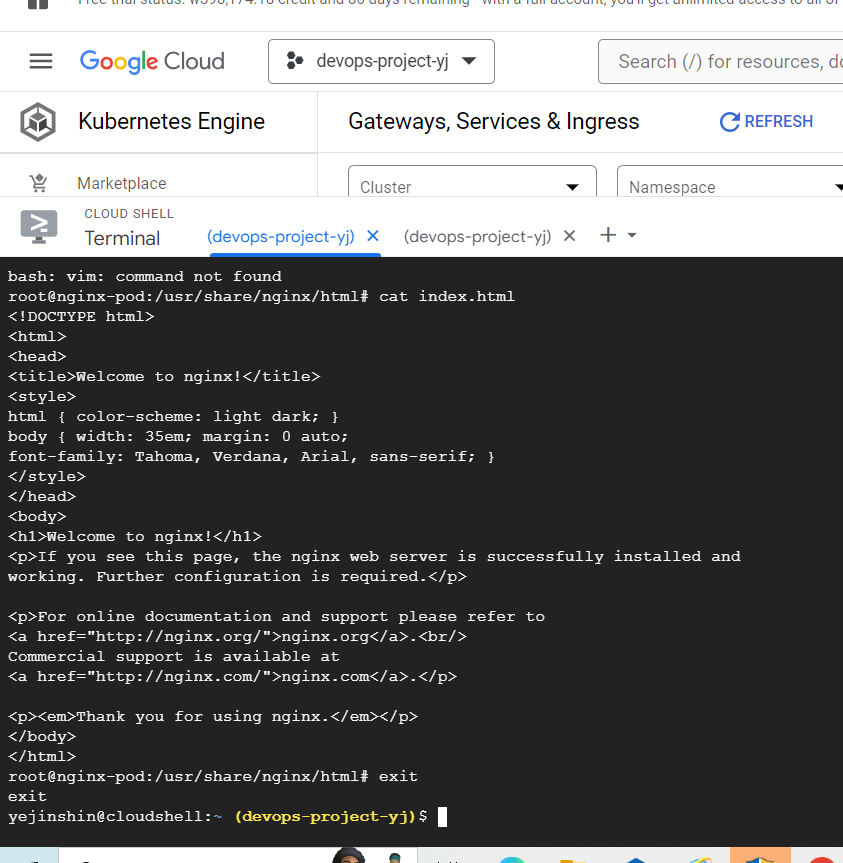 Free trial status: ₩398,174.18 credit and 86 days remaining - with a full account, you'll get unlimited access to all of
Google Cloud
devops-project-yj
Search (/) for resources, do
Kubernetes Engine
Gateways, Services & Ingress
REFRESH
Marketplace
Cluster
Namespace
CLOUD SHELL
Terminal
(devops-project-yj)
(devops-project-yj)
bash: vim: command not found
root@nginx-pod:/usr/share/nginx/html# cat index.html
<!DOCTYPE html>
<html>
<head>
<title>Welcome to nginx!</title>
<style>
html { color-scheme: light dark; }
body { width: 35em; margin: 0 auto;
font-family: Tahoma, Verdana, Arial, sans-serif; }
</style>
</head>
<body>
<h1>Welcome to nginx!</h1>
<p>If you see this page, the nginx web server is successfully installed and
working. Further configuration is required.</p>
<p>For online documentation and support please refer to
<a href="http://nginx.org/">nginx.org</a>.<br/>
Commercial support is available at
<a href="http://nginx.com/">nginx.com</a>.</p>
<p><em>Thank you for using nginx.</em></p>
</body>
</html>
root@nginx-pod:/usr/share/nginx/html# exit
exit
yejinshin@cloudshell:~ (devops-project-yj)$